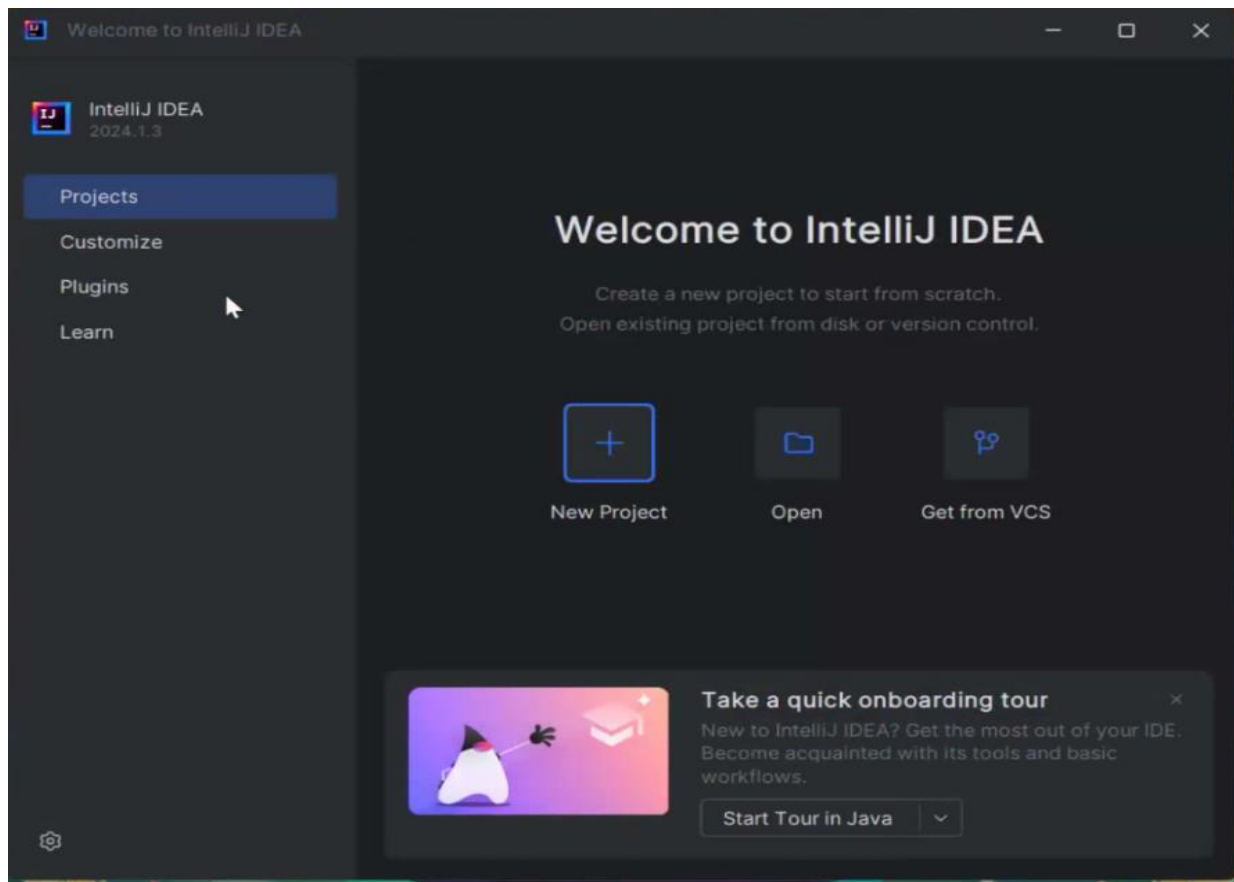 Welcome to IntelliJ IDEA
IntelliJ IDEA
2024.1.3
Projects
Customize
Plugins
Learn
Welcome to IntelliJ IDEA
Create a new project to start from scratch.
Open existing project from disk or version control.
New Project
Open
Get from VCS
Take a quick onboarding tour
New to IntelliJ IDEA? Get the most out of your IDE.
Become acquainted with its tools and basic
workflows.
Start Tour in Java